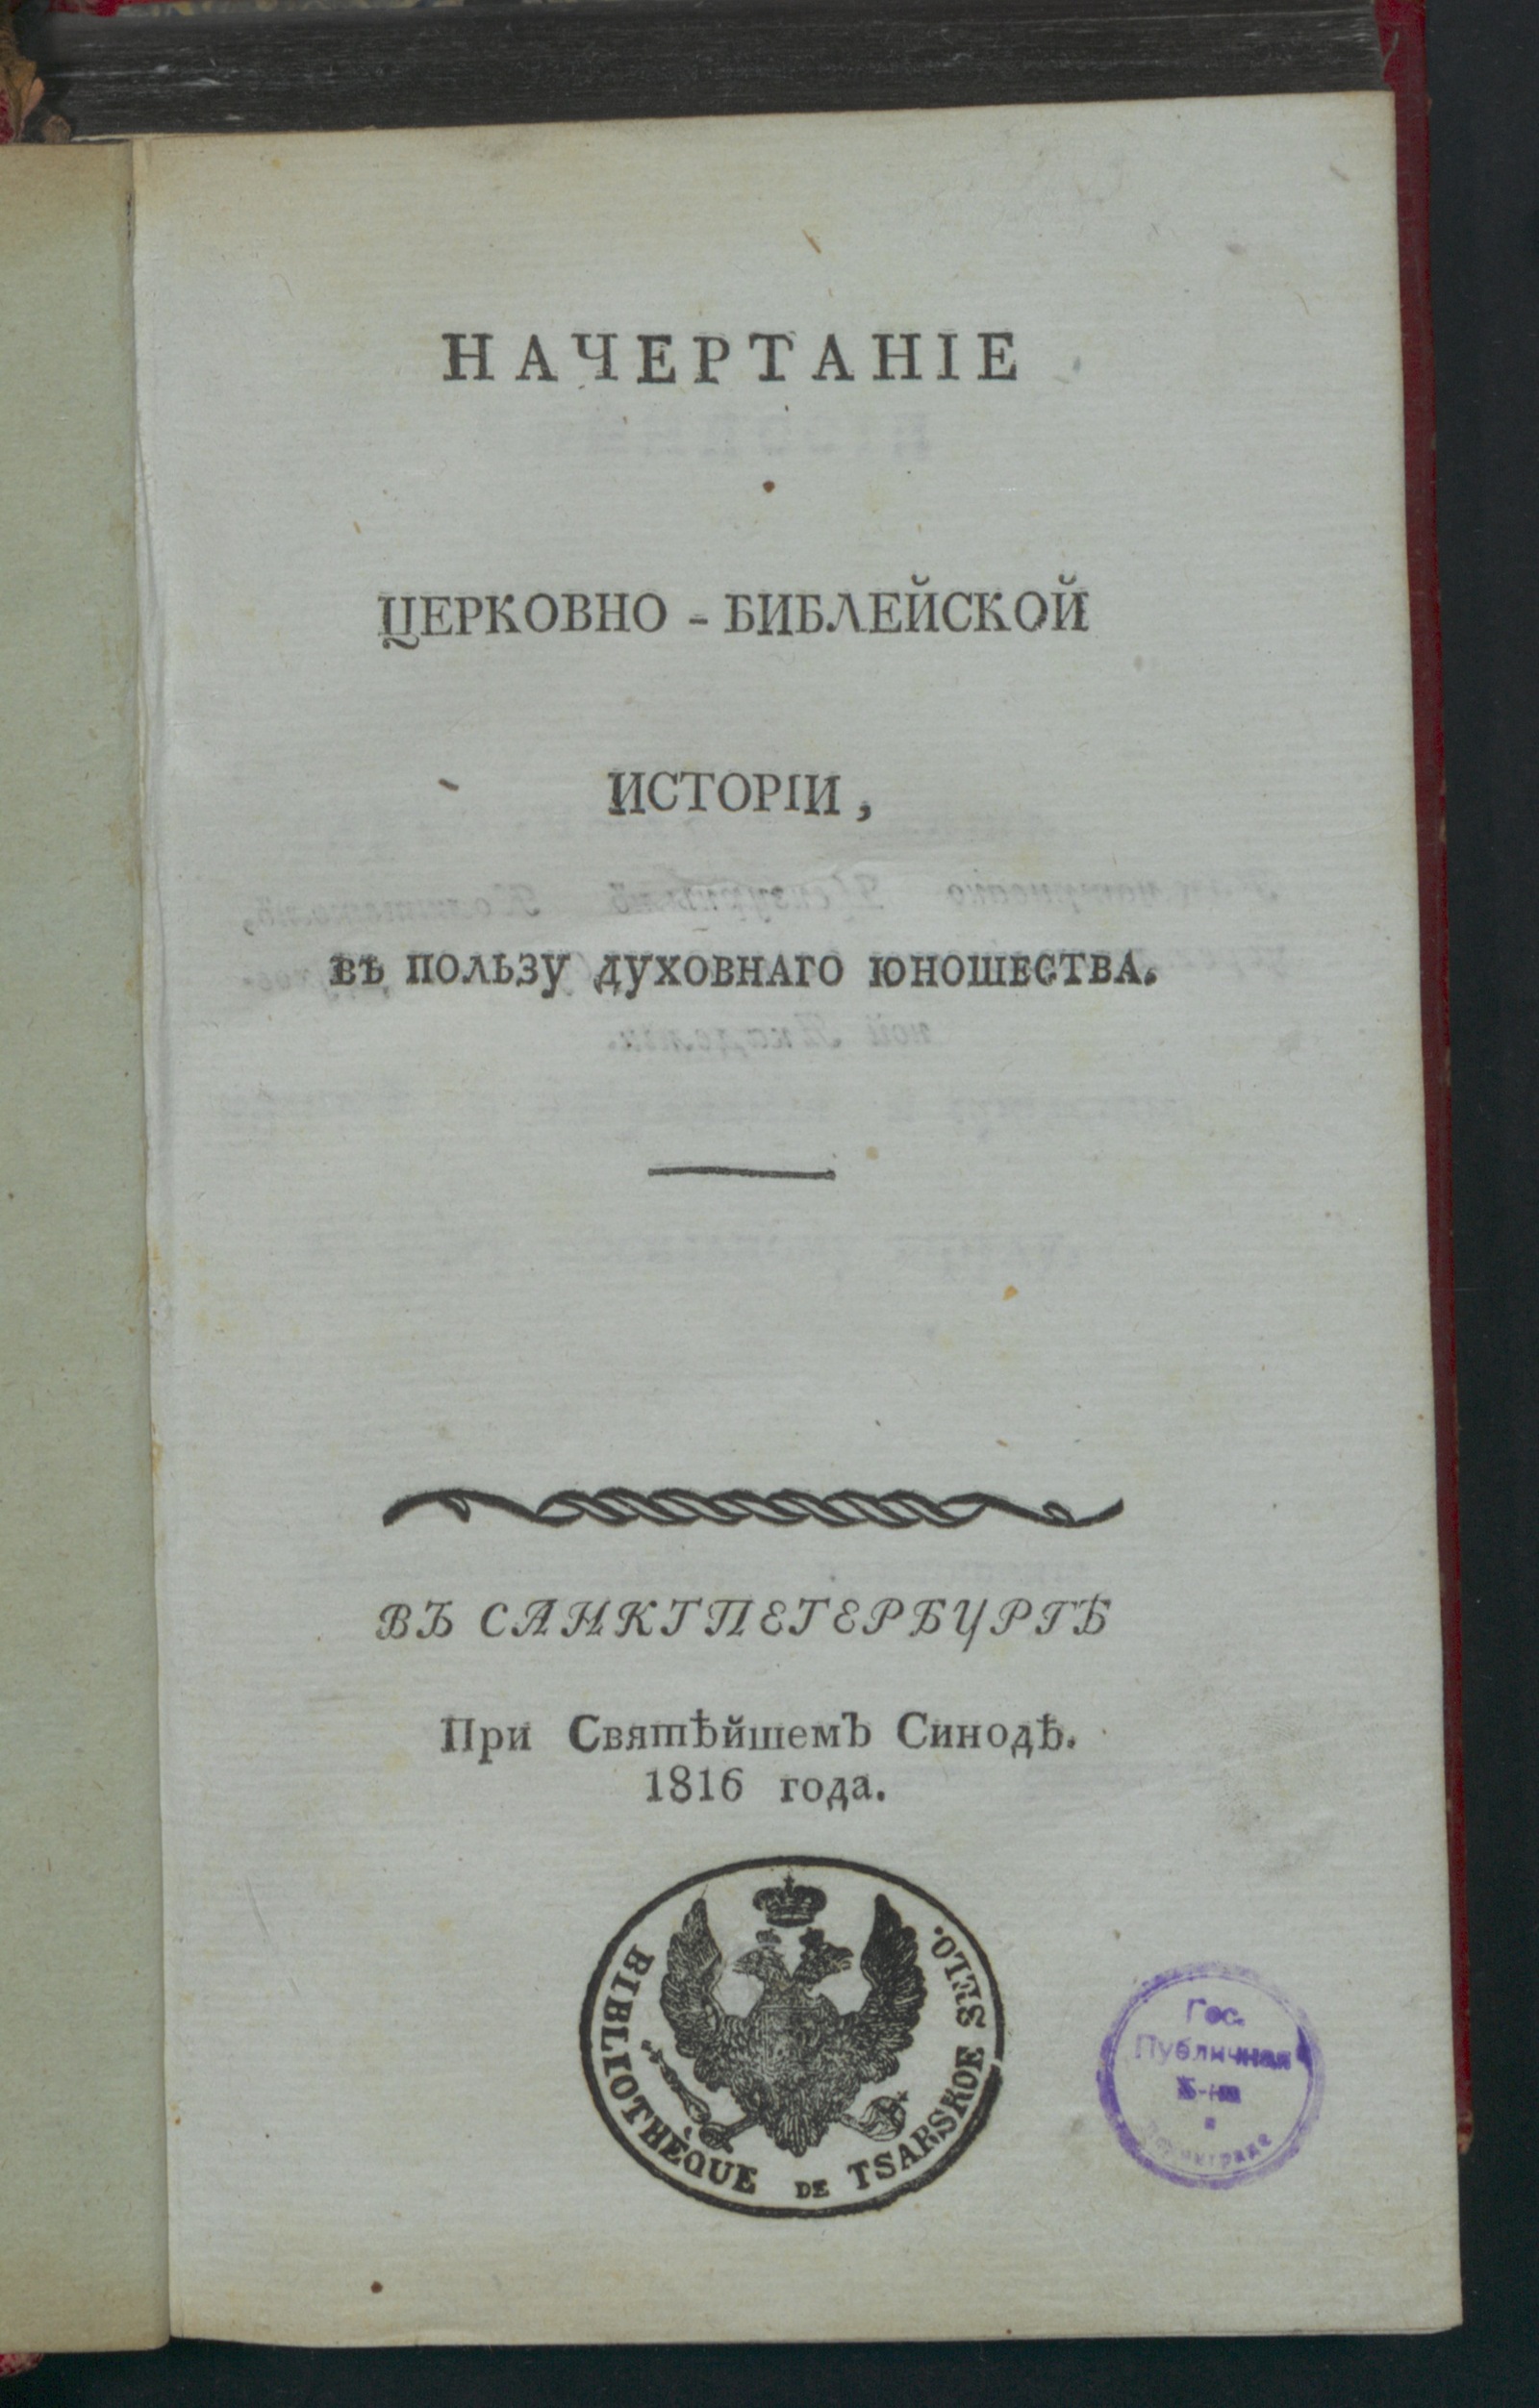 НАЧЕРТАНІЕ
ЦЕРКОВНО-БИБЛЕЙСКОЙ
ИСТОРІИ,
ВЪ ПОЛЬЗУ ДУХОВНАГО ЮНОШЕСТВА.
ВЪ САНКТПЕТЕРБУРГѢ
При Святѣйшемъ Синодѣ.
1816 года.
BIBLIOTHÈQUE DE TSARSKOE SELO.
Гос.
Публичная
Б-ка